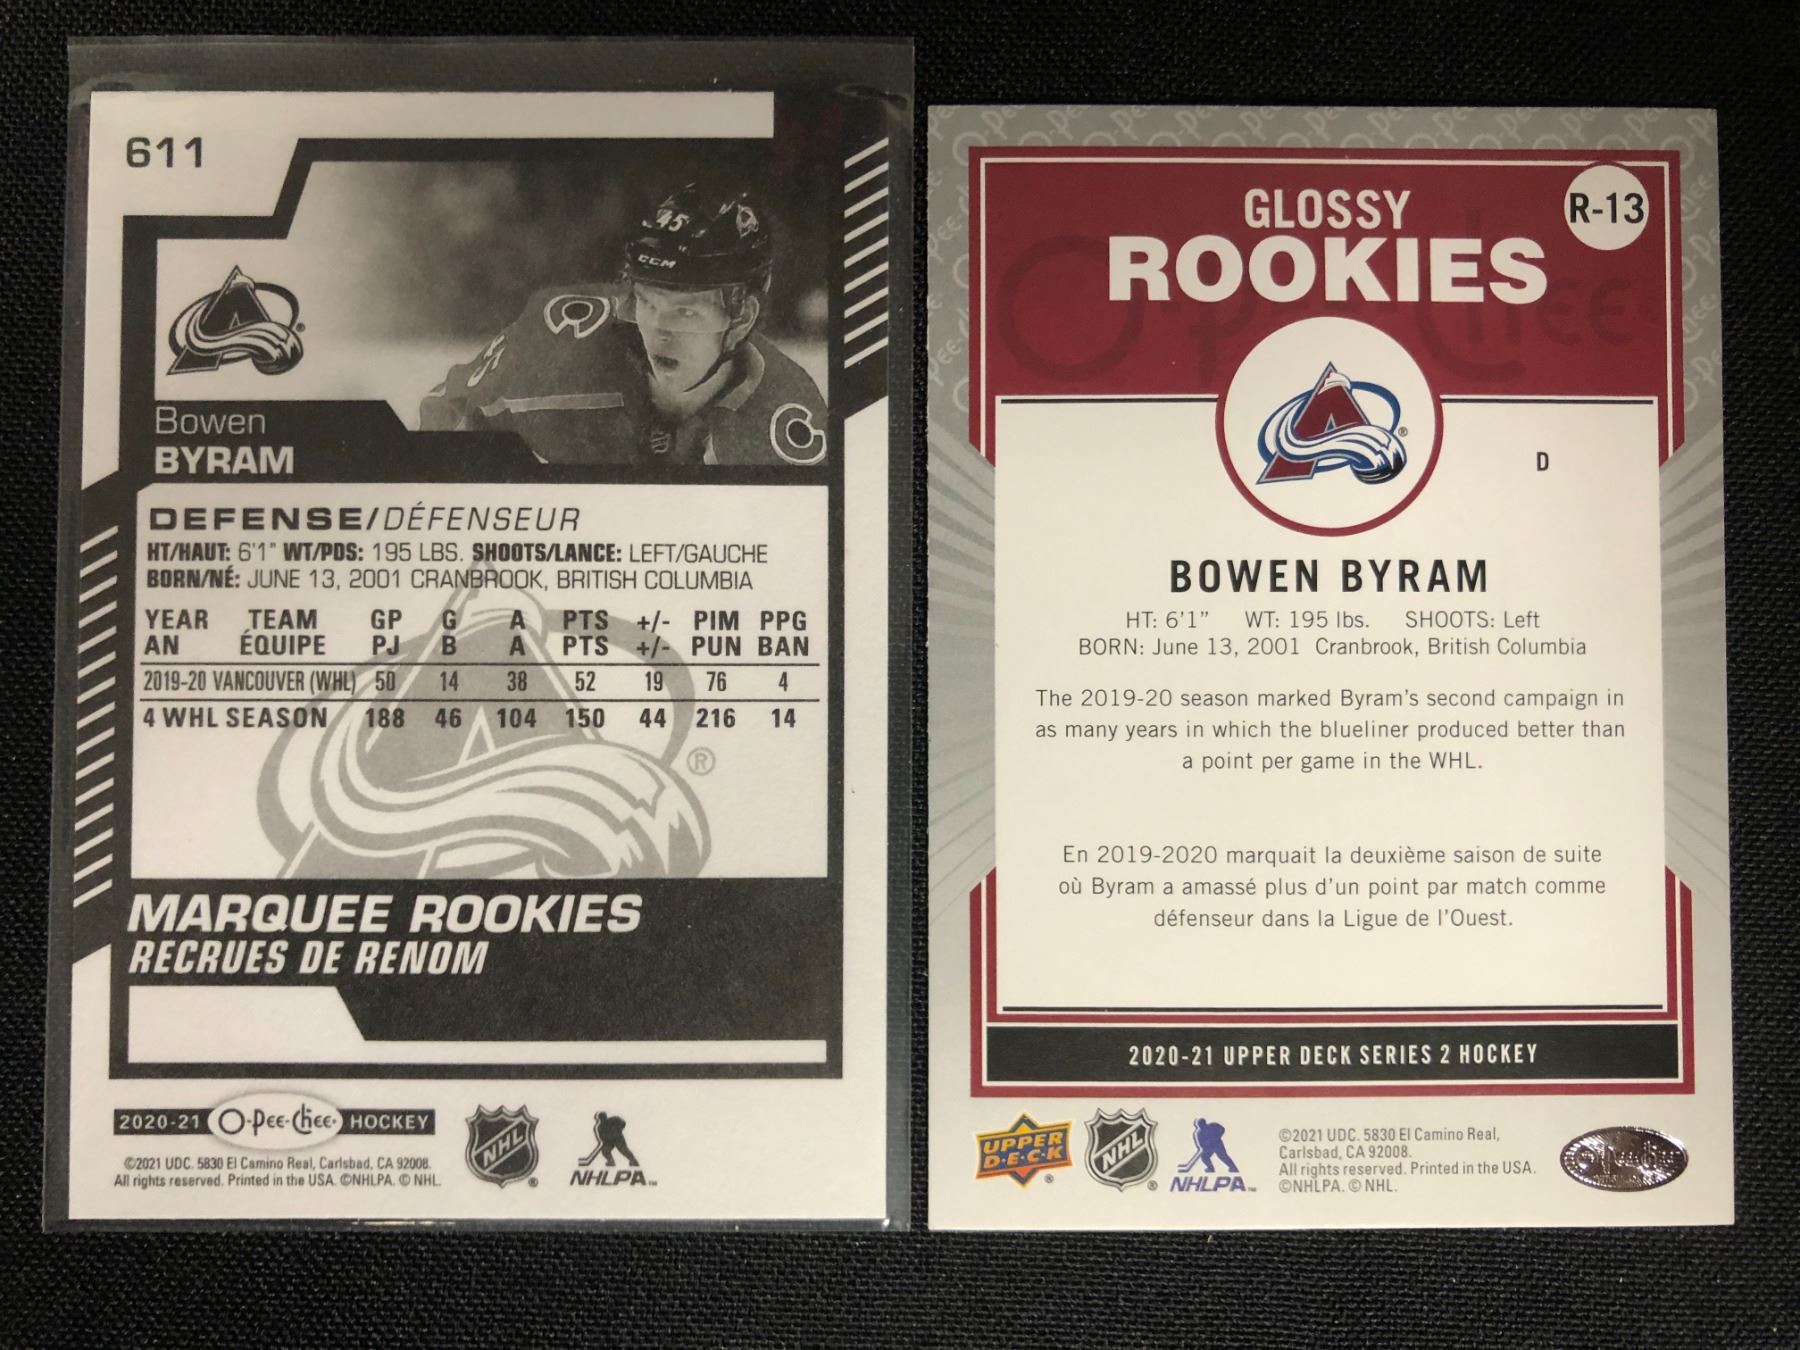 611
45
CCM
Bowen
BYRAM
DEFENSE/DÉFENSEUR
HT/HAUT: 6'1" WT/PDS: 195 LBS. SHOOTS/LANCE: LEFT/GAUCHE
BORN/NÉ: JUNE 13, 2001 CRANBROOK, BRITISH COLUMBIA
YEAR TEAM GP G A PTS +/- PIM PPG
AN ÉQUIPE PJ B A PTS +/- PUN BAN
2019-20 VANCOUVER (WHL) 50 14 38 52 19 76 4
4 WHL SEASON 188 46 104 150 44 216 14
MARQUEE ROOKIES
RECRUES DE RENOM
2020-21 O-Pee-Chee HOCKEY
NHL ®
NHLPA™
©2021 UDC. 5830 El Camino Real, Carlsbad, CA 92008.
All rights reserved. Printed in the USA. ©NHLPA. © NHL.
GLOSSY
ROOKIES
R-13
D
BOWEN BYRAM
HT: 6'1" WT: 195 lbs. SHOOTS: Left
BORN: June 13, 2001 Cranbrook, British Columbia
The 2019-20 season marked Byram's second campaign in
as many years in which the blueliner produced better than
a point per game in the WHL.
En 2019-2020 marquait la deuxième saison de suite
où Byram a amassé plus d'un point par match comme
défenseur dans la Ligue de l'Ouest.
2020-21 UPPER DECK SERIES 2 HOCKEY
UPPER
D·E·C·K ®
NHL ®
NHLPA™
©2021 UDC. 5830 El Camino Real,
Carlsbad, CA 92008.
All rights reserved. Printed in the USA.
©NHLPA. © NHL.
O-Pee-Chee